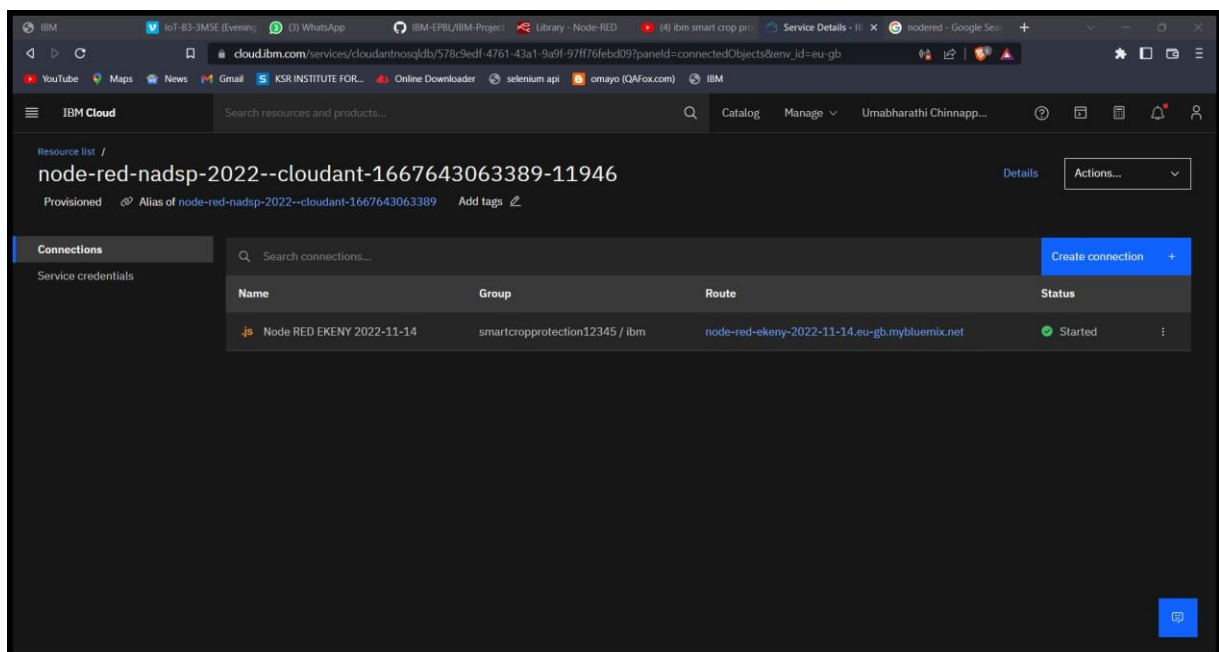 IBM IoT-B3-3M5E (Evening (3) WhatsApp IBM-EPBL/IBM-Project Library - Node-RED (4) ibm smart crop pro Service Details - nodered - Google Sea
cloud.ibm.com/services/cloudantnosqldb/578c9edf-4761-43a1-9a9f-97ff76febd09?paneId=connectedObjects&env_id=eu-gb
YouTube Maps News Gmail KSR INSTITUTE FOR... Online Downloader selenium api omayo (QAFox.com) IBM
IBM Cloud Search resources and products... Catalog Manage Umabharathi Chinnapp...
Resource list /
node-red-nadsp-2022--cloudant-1667643063389-11946
Details Actions...
Provisioned Alias of node-red-nadsp-2022--cloudant-1667643063389 Add tags
Connections
Service credentials
Search connections... Create connection +
Name Group Route Status
.js Node RED EKENY 2022-11-14 smartcropprotection12345 / ibm node-red-ekeny-2022-11-14.eu-gb.mybluemix.net Started